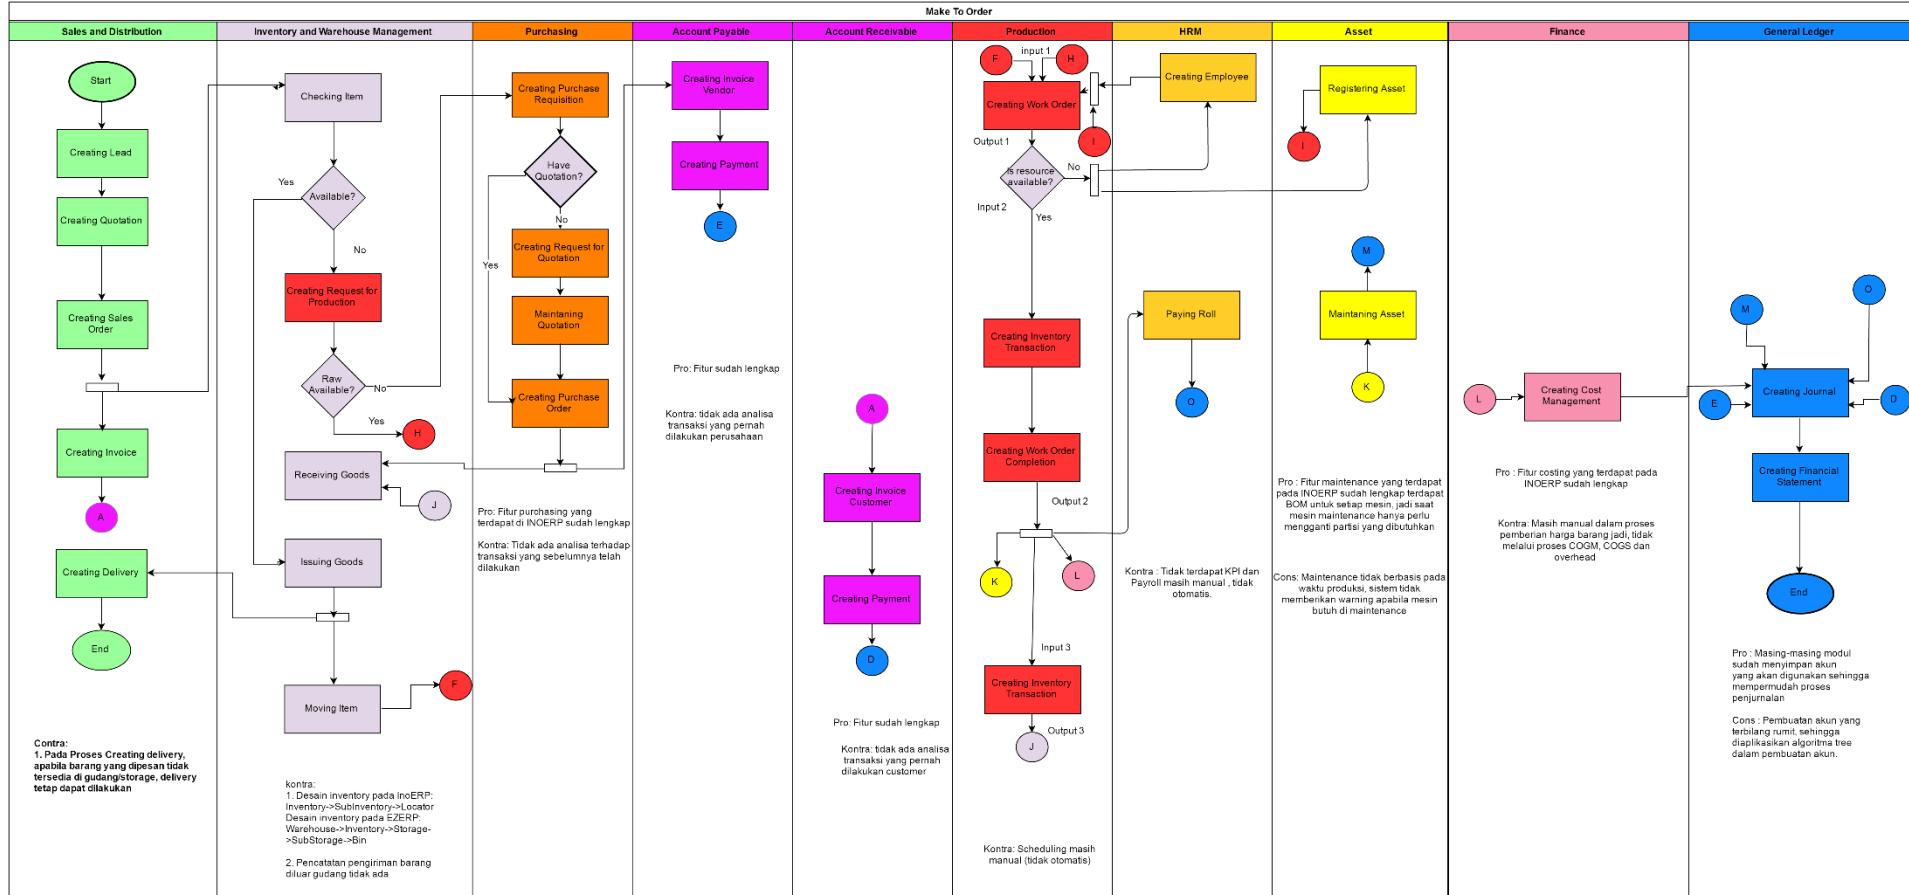 Make To Order
Sales and Distribution
Inventory and Warehouse Management
Purchasing
Account Payable
Account Receivable
Production
HRM
Asset
Finance
General Ledger
Start
Creating Lead
Creating Quotation
Creating Sales
Order
Creating Invoice
A
Creating Delivery
End
Contra:
1. Pada Proses Creating delivery,
apabila barang yang dipesan tidak
tersedia di gudang/storage, delivery
tetap dapat dilakukan
Checking Item
Yes
Available?
No
Creating Request for
Production
Raw
Available?
No
Yes
H
Receiving Goods
J
Issuing Goods
Moving Item
F
kontra:
1. Desain inventory pada InoERP:
Inventory->SubInventory->Locator
Desain inventory pada EZERP:
Warehouse->Inventory->Storage-
>SubStorage->Bin
2. Pencatatan pengiriman barang
diluar gudang tidak ada
Creating Purchase
Requisition
Have
Quotation?
No
Yes
Creating Request for
Quotation
Maintaning
Quotation
Creating Purchase
Order
Pro: Fitur purchasing yang
terdapat di INOERP sudah lengkap
Kontra: Tidak ada analisa terhadap
transaksi yang sebelumnya telah
dilakukan
Creating Invoice
Vendor
Creating Payment
E
Pro: Fitur sudah lengkap
Kontra: tidak ada analisa
transaksi yang pernah
dilakukan perusahaan
A
Creating Invoice
Customer
Creating Payment
D
Pro: Fitur sudah lengkap
Kontra: tidak ada analisa
transaksi yang pernah
dilakukan customer
F
input 1
H
Creating Work Order
I
Output 1
Is resource
available?
No
Input 2
Yes
Creating Inventory
Transaction
Creating Work Order
Completion
Output 2
K
L
Input 3
Creating Inventory
Transaction
Output 3
J
Kontra: Scheduling masih
manual (tidak otomatis)
Creating Employee
Paying Roll
O
Kontra : Tidak terdapat KPI dan
Payroll masih manual , tidak
otomatis.
Registering Asset
I
M
Maintaning Asset
K
Pro : Fitur maintenance yang terdapat
pada INOERP sudah lengkap terdapat
BOM untuk setiap mesin, jadi saat
mesin maintenance hanya perlu
mengganti partisi yang dibutuhkan
Cons: Maintenance tidak berbasis pada
waktu produksi, sistem tidak
memberikan warning apabila mesin
butuh di maintenance
L
Creating Cost
Management
Pro : Fitur costing yang terdapat pada
INOERP sudah lengkap
Kontra: Masih manual dalam proses
pemberian harga barang jadi, tidak
melalui proses COGM, COGS dan
overhead
M
O
Creating Journal
E
D
Creating Financial
Statement
End
Pro : Masing-masing modul
sudah menyimpan akun
yang akan digunakan sehingga
mempermudah proses
penjurnalan
Cons : Pembuatan akun yang
terbilang rumit, sehingga
diaplikasikan algoritma tree
dalam pembuatan akun.